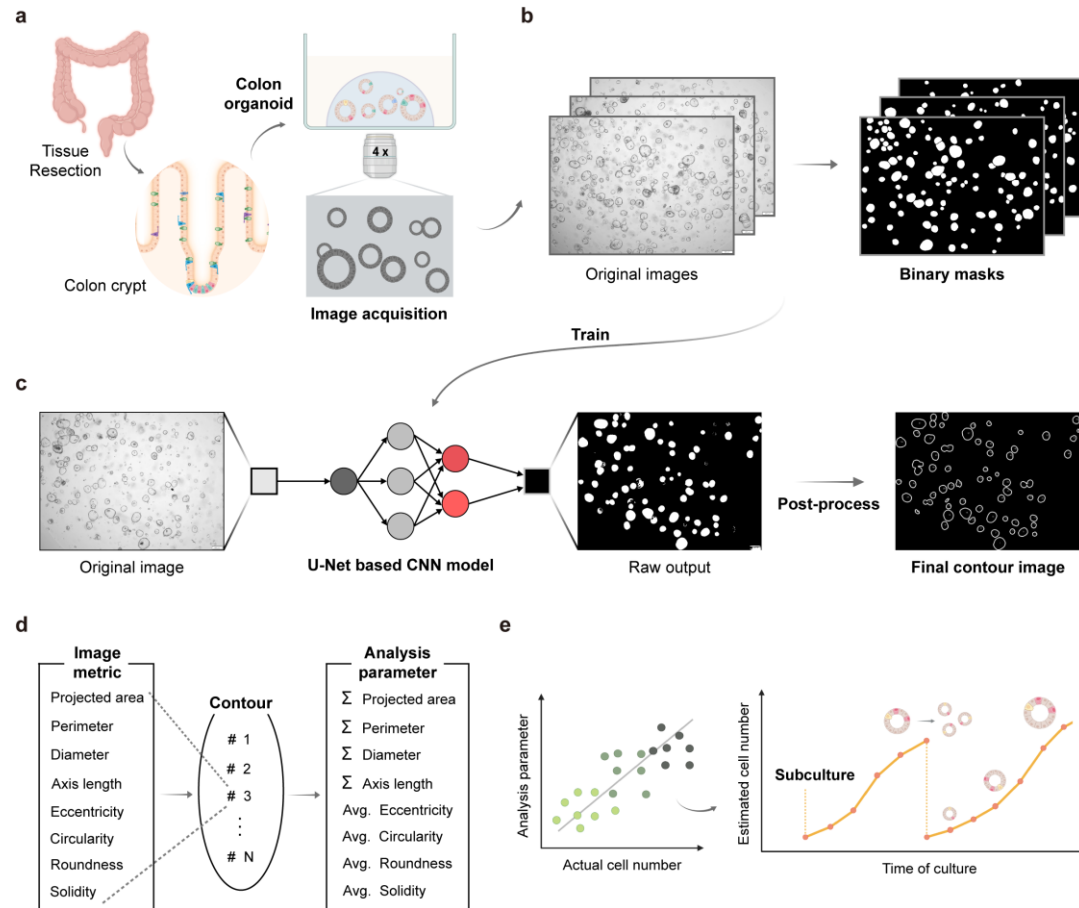 a
Tissue
Resection
Colon crypt
Colon
organoid
4 x
Image acquisition
b
Original images
Binary masks
Train
c
Original image
U-Net based CNN model
Raw output
Post-process
Final contour image
d
Image
metric
Projected area
Perimeter
Diameter
Axis length
Eccentricity
Circularity
Roundness
Solidity
Contour
# 1
# 2
# 3
# N
Analysis
parameter
Σ Projected area
Σ Perimeter
Σ Diameter
Σ Axis length
Avg. Eccentricity
Avg. Circularity
Avg. Roundness
Avg. Solidity
e
Analysis parameter
Actual cell number
Estimated cell number
Subculture
Time of culture